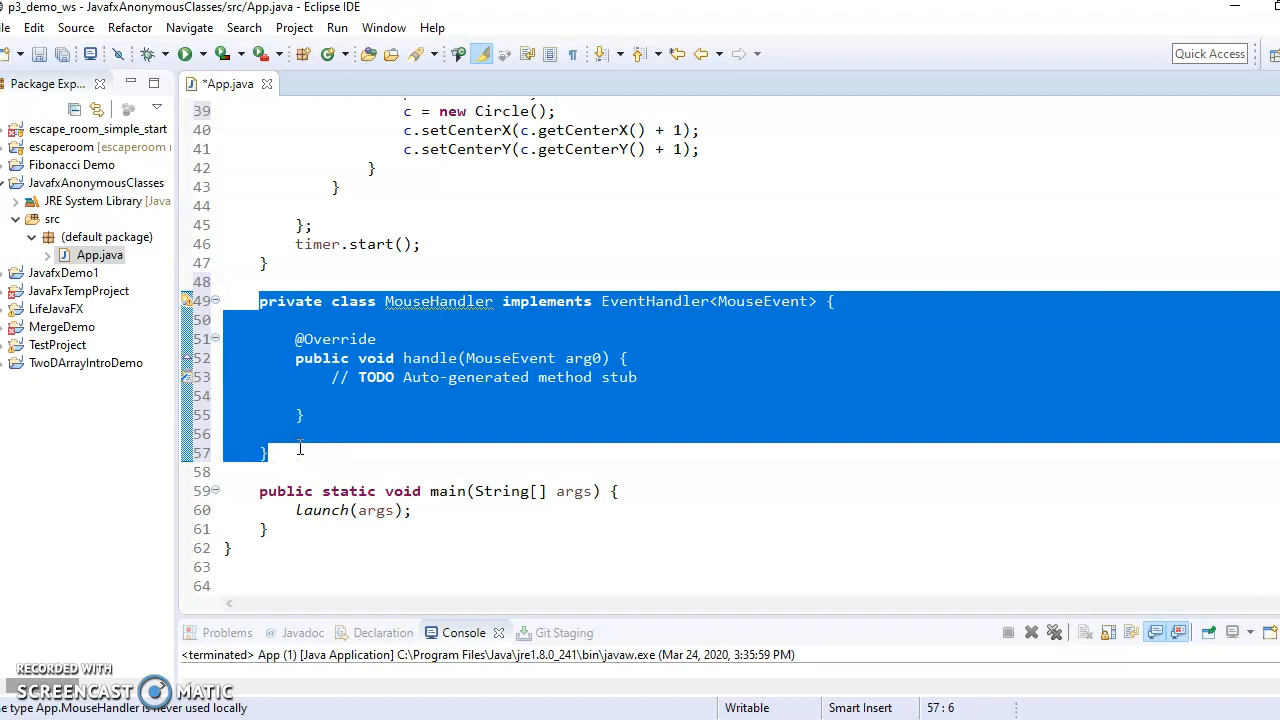 p3_demo_ws - JavafxAnonymousClasses/src/App.java - Eclipse IDE
le Edit Source Refactor Navigate Search Project Run Window Help
Quick Access
Package Exp...
*App.java
escape_room_simple_start
escaperoom [escaperoom
Fibonacci Demo
JavafxAnonymousClasses
JRE System Library [Java
src
(default package)
App.java
JavafxDemo1
JavaFxTempProject
LifeJavaFX
MergeDemo
TestProject
TwoDArrayIntroDemo
39 c = new Circle();
40 c.setCenterX(c.getCenterX() + 1);
41 c.setCenterY(c.getCenterY() + 1);
42 }
43 }
44
45 };
46 timer.start();
47 }
48
49 private class MouseHandler implements EventHandler<MouseEvent> {
50
51 @Override
52 public void handle(MouseEvent arg0) {
53 // TODO Auto-generated method stub
54
55 }
56
57 }
58
59 public static void main(String[] args) {
60 launch(args);
61 }
62 }
63
64
Problems @ Javadoc Declaration Console Git Staging
<terminated> App (1) [Java Application] C:\Program Files\Java\jre1.8.0_241\bin\javaw.exe (Mar 24, 2020, 3:35:59 PM)
RECORDED WITH
SCREENCAST MATIC
he type App.MouseHandler is never used locally
Writable
Smart Insert
57 : 6